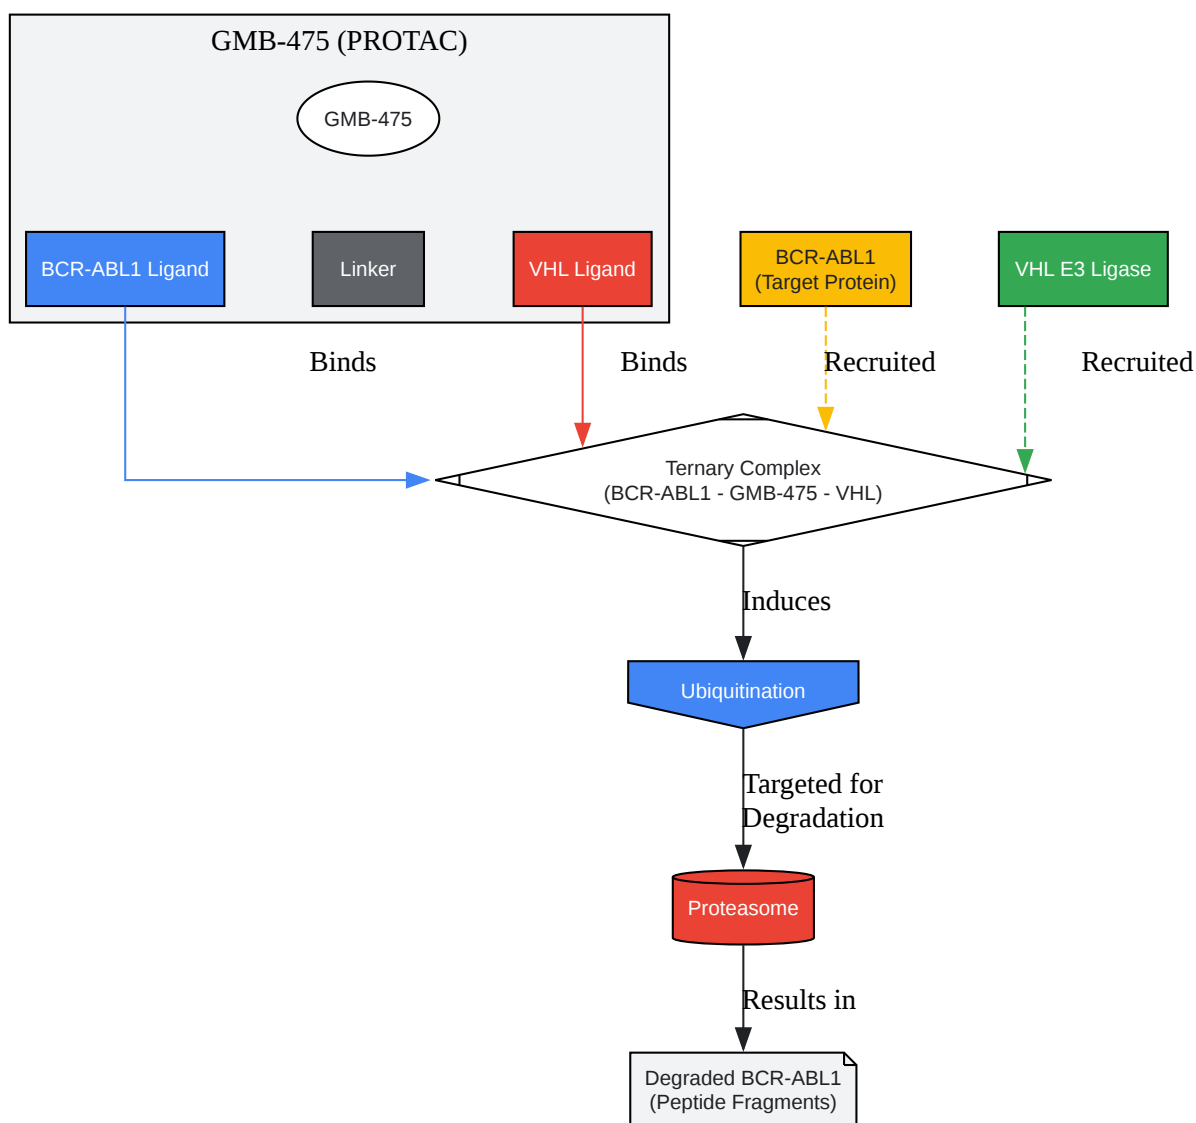 GMB-475 (PROTAC)
GMB-475
BCR-ABL1 Ligand
Linker
VHL Ligand
BCR-ABL1
(Target Protein)
VHL E3 Ligase
Binds
Binds
Recruited
Recruited
Ternary Complex
(BCR-ABL1 - GMB-475 - VHL)
Induces
Ubiquitination
Targeted for
Degradation
Proteasome
Results in
Degraded BCR-ABL1
(Peptide Fragments)